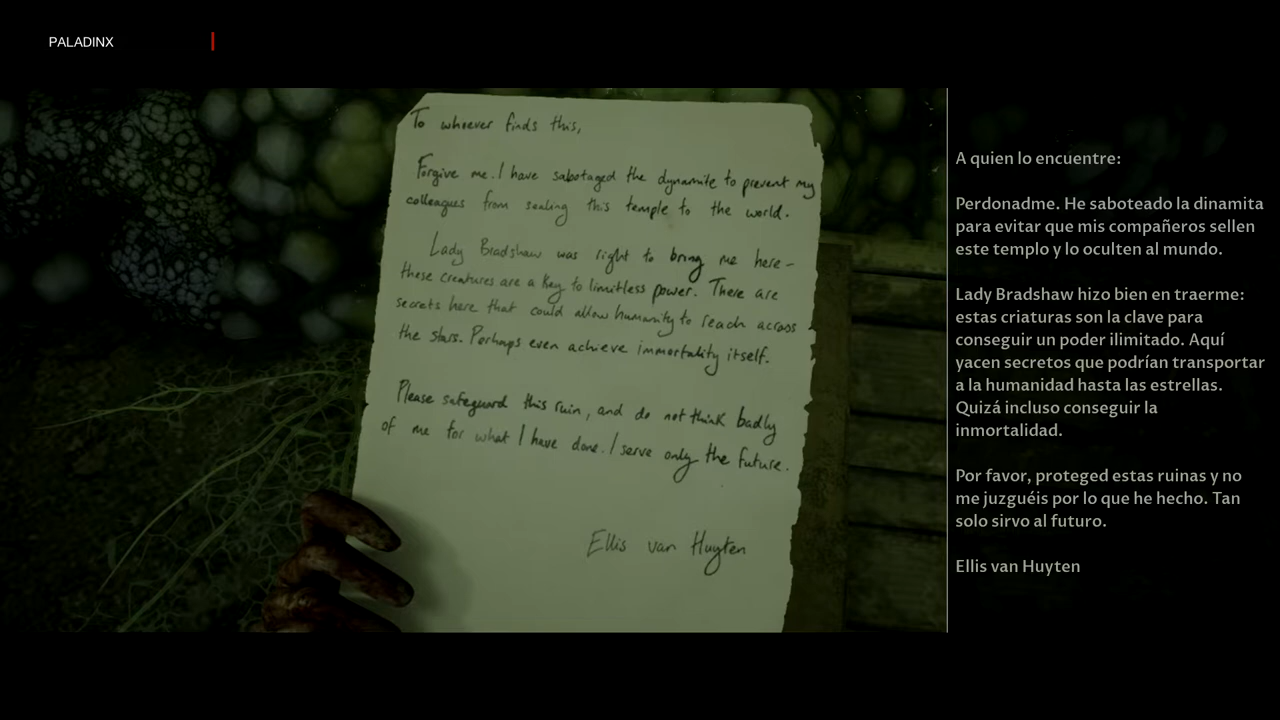 PALADINX
To whoever finds this,
Forgive me. I have sabotaged the dynamite to prevent my
colleagues from sealing this temple to the world.
Lady Bradshaw was right to bring me here –
these creatures are a key to limitless power. There are
secrets here that could allow humanity to reach across
the stars. Perhaps even achieve immortality itself.
Please safeguard this ruin, and do not think badly
of me for what I have done. I serve only the future.
Ellis van Huyten
A quien lo encuentre:
Perdonadme. He saboteado la dinamita
para evitar que mis compañeros sellen
este templo y lo oculten al mundo.
Lady Bradshaw hizo bien en traerme:
estas criaturas son la clave para
conseguir un poder ilimitado. Aquí
yacen secretos que podrían transportar
a la humanidad hasta las estrellas.
Quizá incluso conseguir la
inmortalidad.
Por favor, proteged estas ruinas y no
me juzguéis por lo que he hecho. Tan
solo sirvo al futuro.
Ellis van Huyten